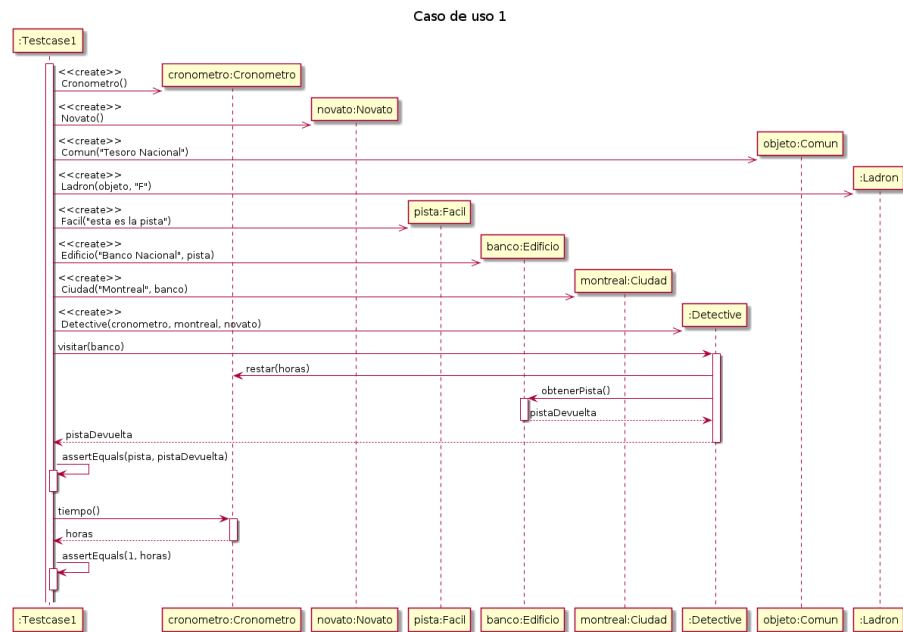 Caso de uso 1
:Testcase1
<<create>>
Cronometro()
cronometro:Cronometro
<<create>>
Novato()
novato:Novato
<<create>>
Comun("Tesoro Nacional")
objeto:Comun
<<create>>
Ladron(objeto, "F")
:Ladron
<<create>>
Facil("esta es la pista")
pista:Facil
<<create>>
Edificio("Banco Nacional", pista)
banco:Edificio
<<create>>
Ciudad("Montreal", banco)
montreal:Ciudad
<<create>>
Detective(cronometro, montreal, novato)
:Detective
visitar(banco)
restar(horas)
obtenerPista()
pistaDevuelta
pistaDevuelta
assertEquals(pista, pistaDevuelta)
tiempo()
horas
assertEquals(1, horas)
:Testcase1 cronometro:Cronometro novato:Novato pista:Facil banco:Edificio montreal:Ciudad :Detective objeto:Comun :Ladron